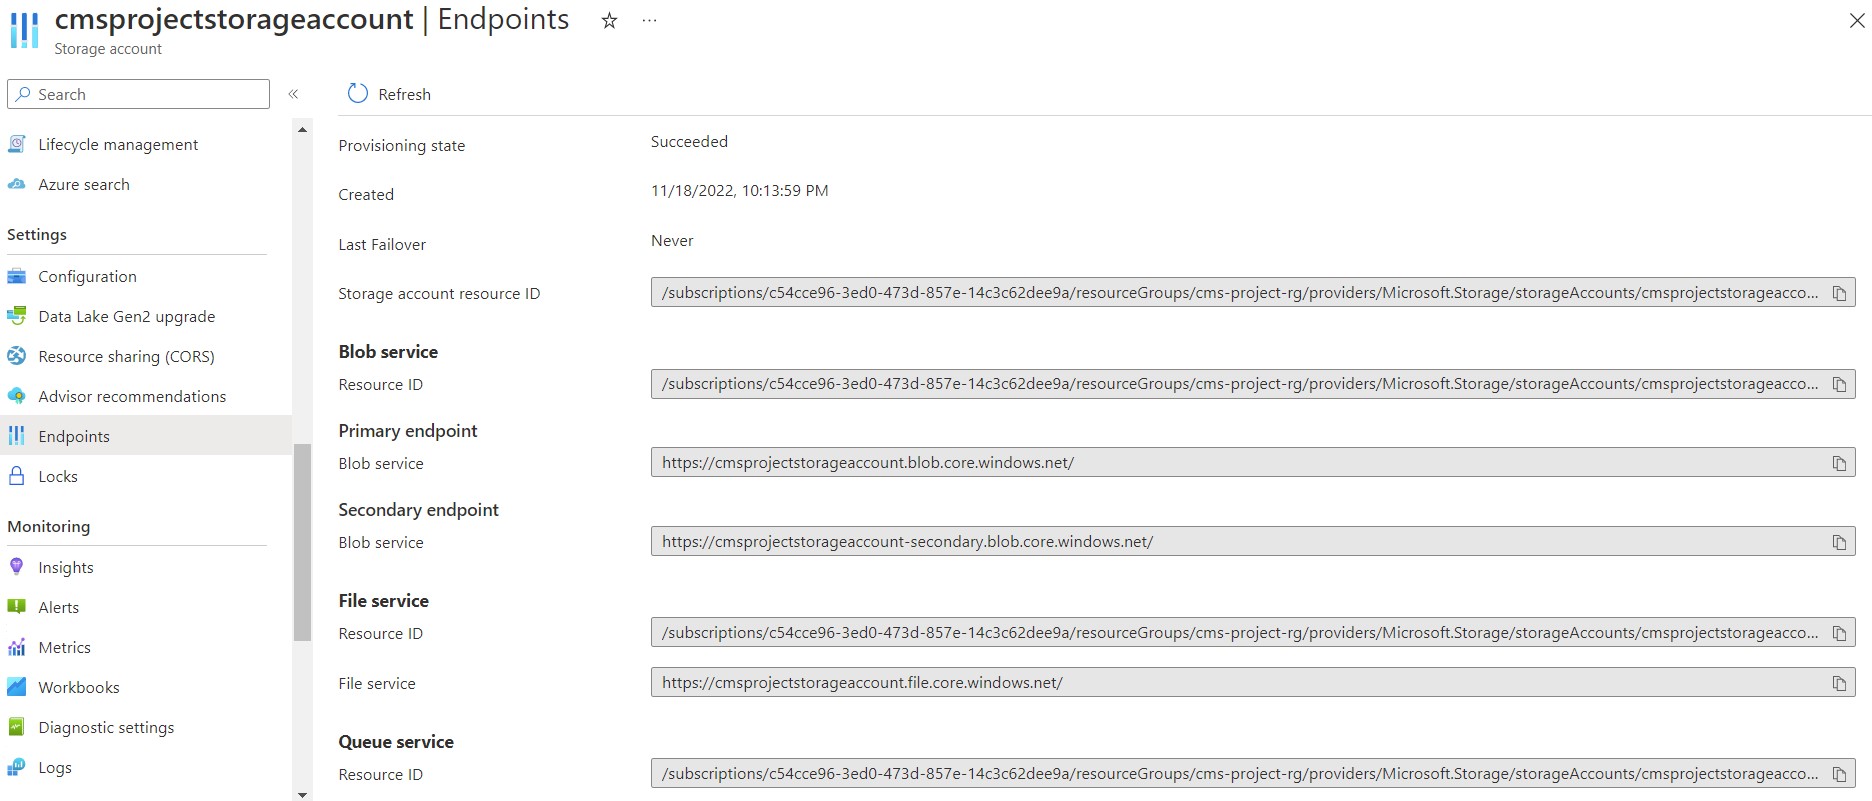 cmsprojectstorageaccount | Endpoints ☆ ...
Storage account
Search
«
Lifecycle management
Azure search
Settings
Configuration
Data Lake Gen2 upgrade
Resource sharing (CORS)
Advisor recommendations
Endpoints
Locks
Monitoring
Insights
Alerts
Metrics
Workbooks
Diagnostic settings
Logs
Refresh
Provisioning state Succeeded
Created 11/18/2022, 10:13:59 PM
Last Failover Never
Storage account resource ID /subscriptions/c54cce96-3ed0-473d-857e-14c3c62dee9a/resourceGroups/cms-project-rg/providers/Microsoft.Storage/storageAccounts/cmsprojectstorageacco...
Blob service
Resource ID /subscriptions/c54cce96-3ed0-473d-857e-14c3c62dee9a/resourceGroups/cms-project-rg/providers/Microsoft.Storage/storageAccounts/cmsprojectstorageacco...
Primary endpoint
Blob service https://cmsprojectstorageaccount.blob.core.windows.net/
Secondary endpoint
Blob service https://cmsprojectstorageaccount-secondary.blob.core.windows.net/
File service
Resource ID /subscriptions/c54cce96-3ed0-473d-857e-14c3c62dee9a/resourceGroups/cms-project-rg/providers/Microsoft.Storage/storageAccounts/cmsprojectstorageacco...
File service https://cmsprojectstorageaccount.file.core.windows.net/
Queue service
Resource ID /subscriptions/c54cce96-3ed0-473d-857e-14c3c62dee9a/resourceGroups/cms-project-rg/providers/Microsoft.Storage/storageAccounts/cmsprojectstorageacco...